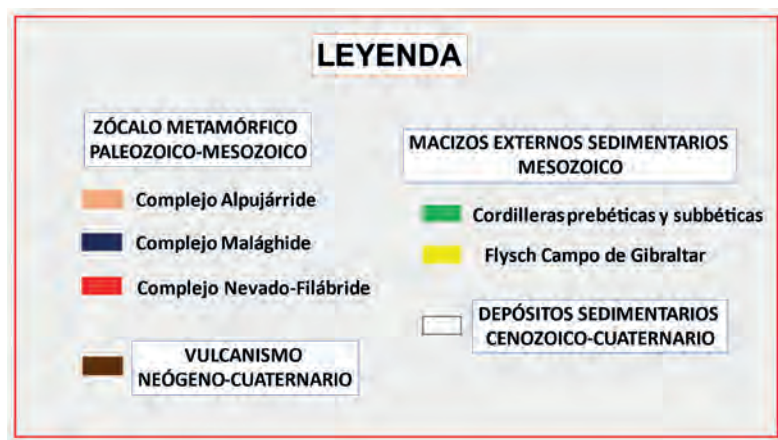 LEYENDA
ZÓCALO METAMÓRFICO
PALEOZOICO-MESOZOICO
Complejo Alpujárride
Complejo Malághide
Complejo Nevado-Filábride
VULCANISMO
NEÓGENO-CUATERNARIO
MACIZOS EXTERNOS SEDIMENTARIOS
MESOZOICO
Cordilleras prebéticas y subbéticas
Flysch Campo de Gibraltar
DEPÓSITOS SEDIMENTARIOS
CENOZOICO-CUATERNARIO